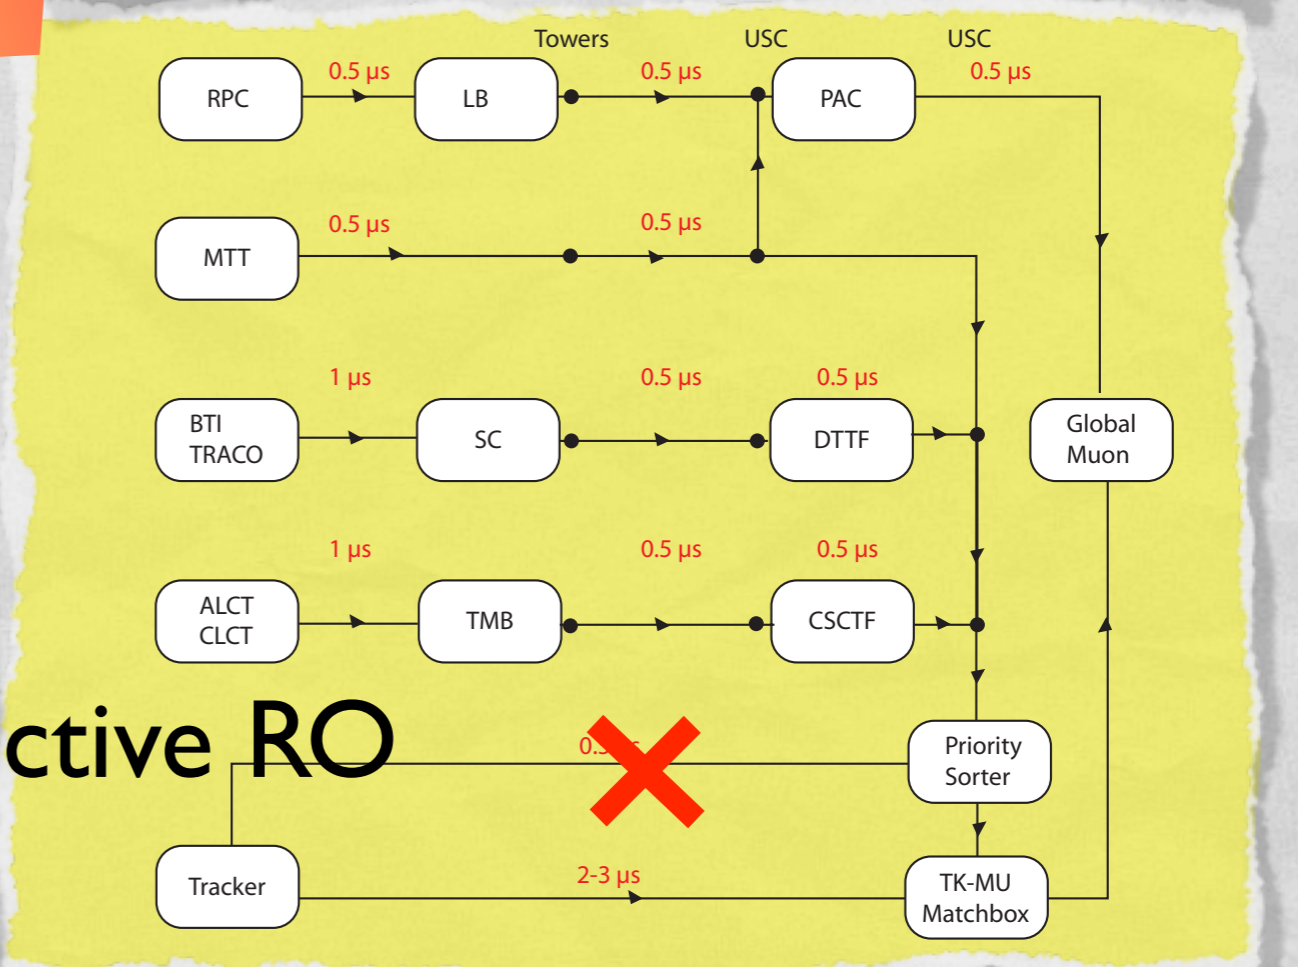 Towers
USC
USC
0.5 µs
0.5 µs
0.5 µs
RPC
LB
PAC
0.5 µs
0.5 µs
MTT
1 µs
0.5 µs
0.5 µs
BTI
TRACO
SC
DTTF
Global
Muon
1 µs
0.5 µs
0.5 µs
ALCT
CLCT
TMB
CSCTF
ctive RO
Priority
Sorter
2-3 µs
Tracker
TK-MU
Matchbox